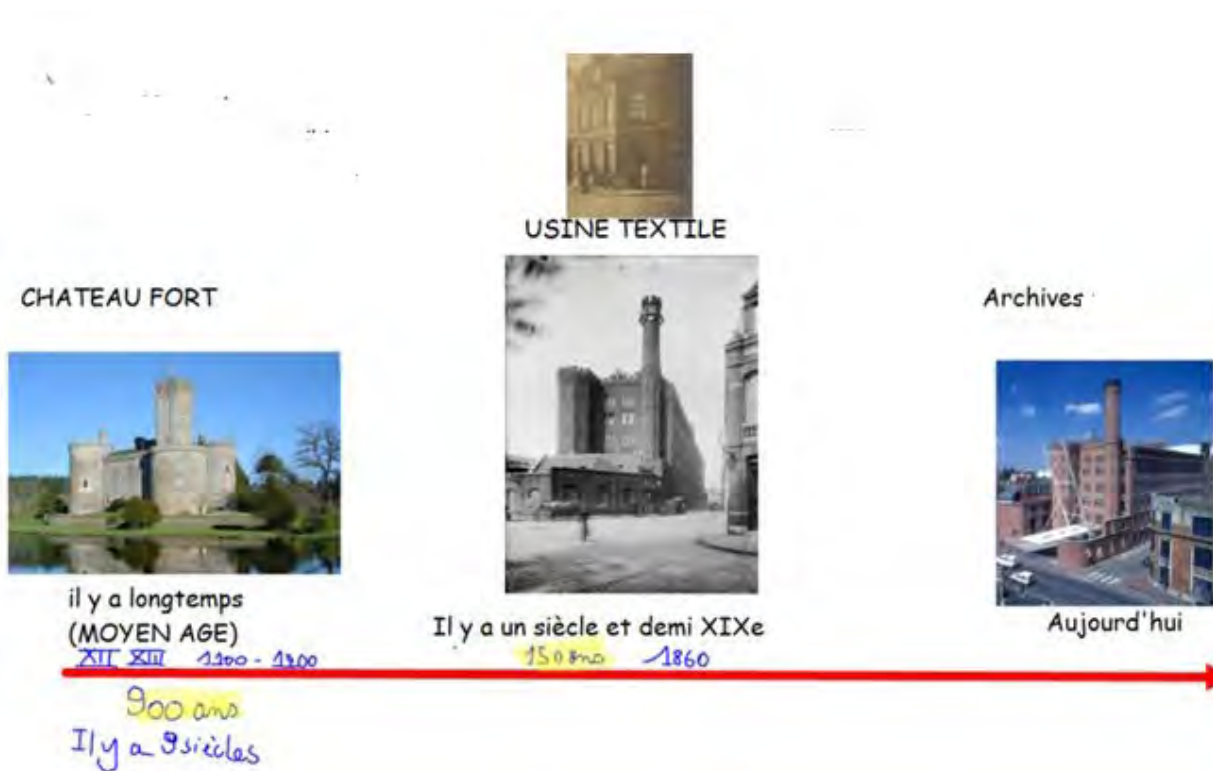 USINE TEXTILE
CHATEAU FORT
Archives
il y a longtemps
(MOYEN AGE)
XII XIII 1100 - 1200
Il y a un siècle et demi XIXe
150 ans 1860
Aujourd'hui
900 ans
Il y a 9 siècles